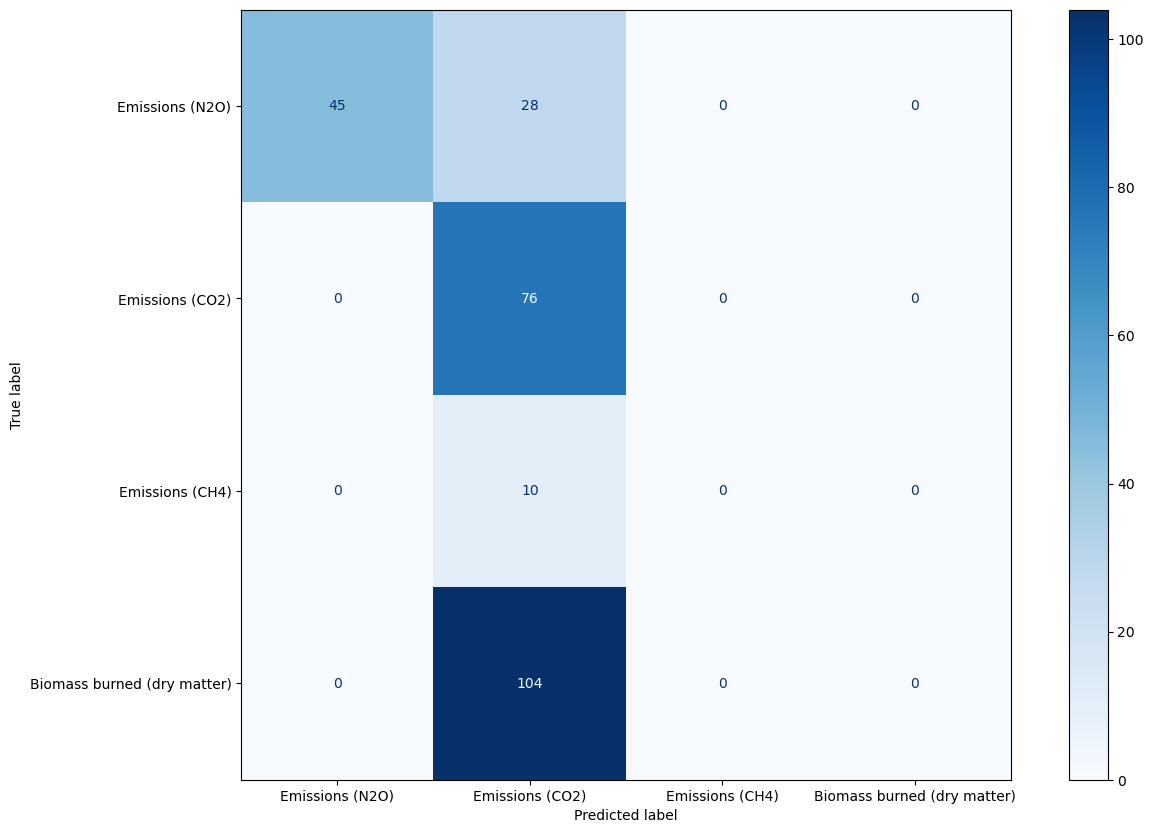 Emissions (N2O) 45 28 0 0
Emissions (CO2) 0 76 0 0
Emissions (CH4) 0 10 0 0
Biomass burned (dry matter) 0 104 0 0
Emissions (N2O) Emissions (CO2) Emissions (CH4) Biomass burned (dry matter)
Predicted label
True label
100
80
60
40
20
0